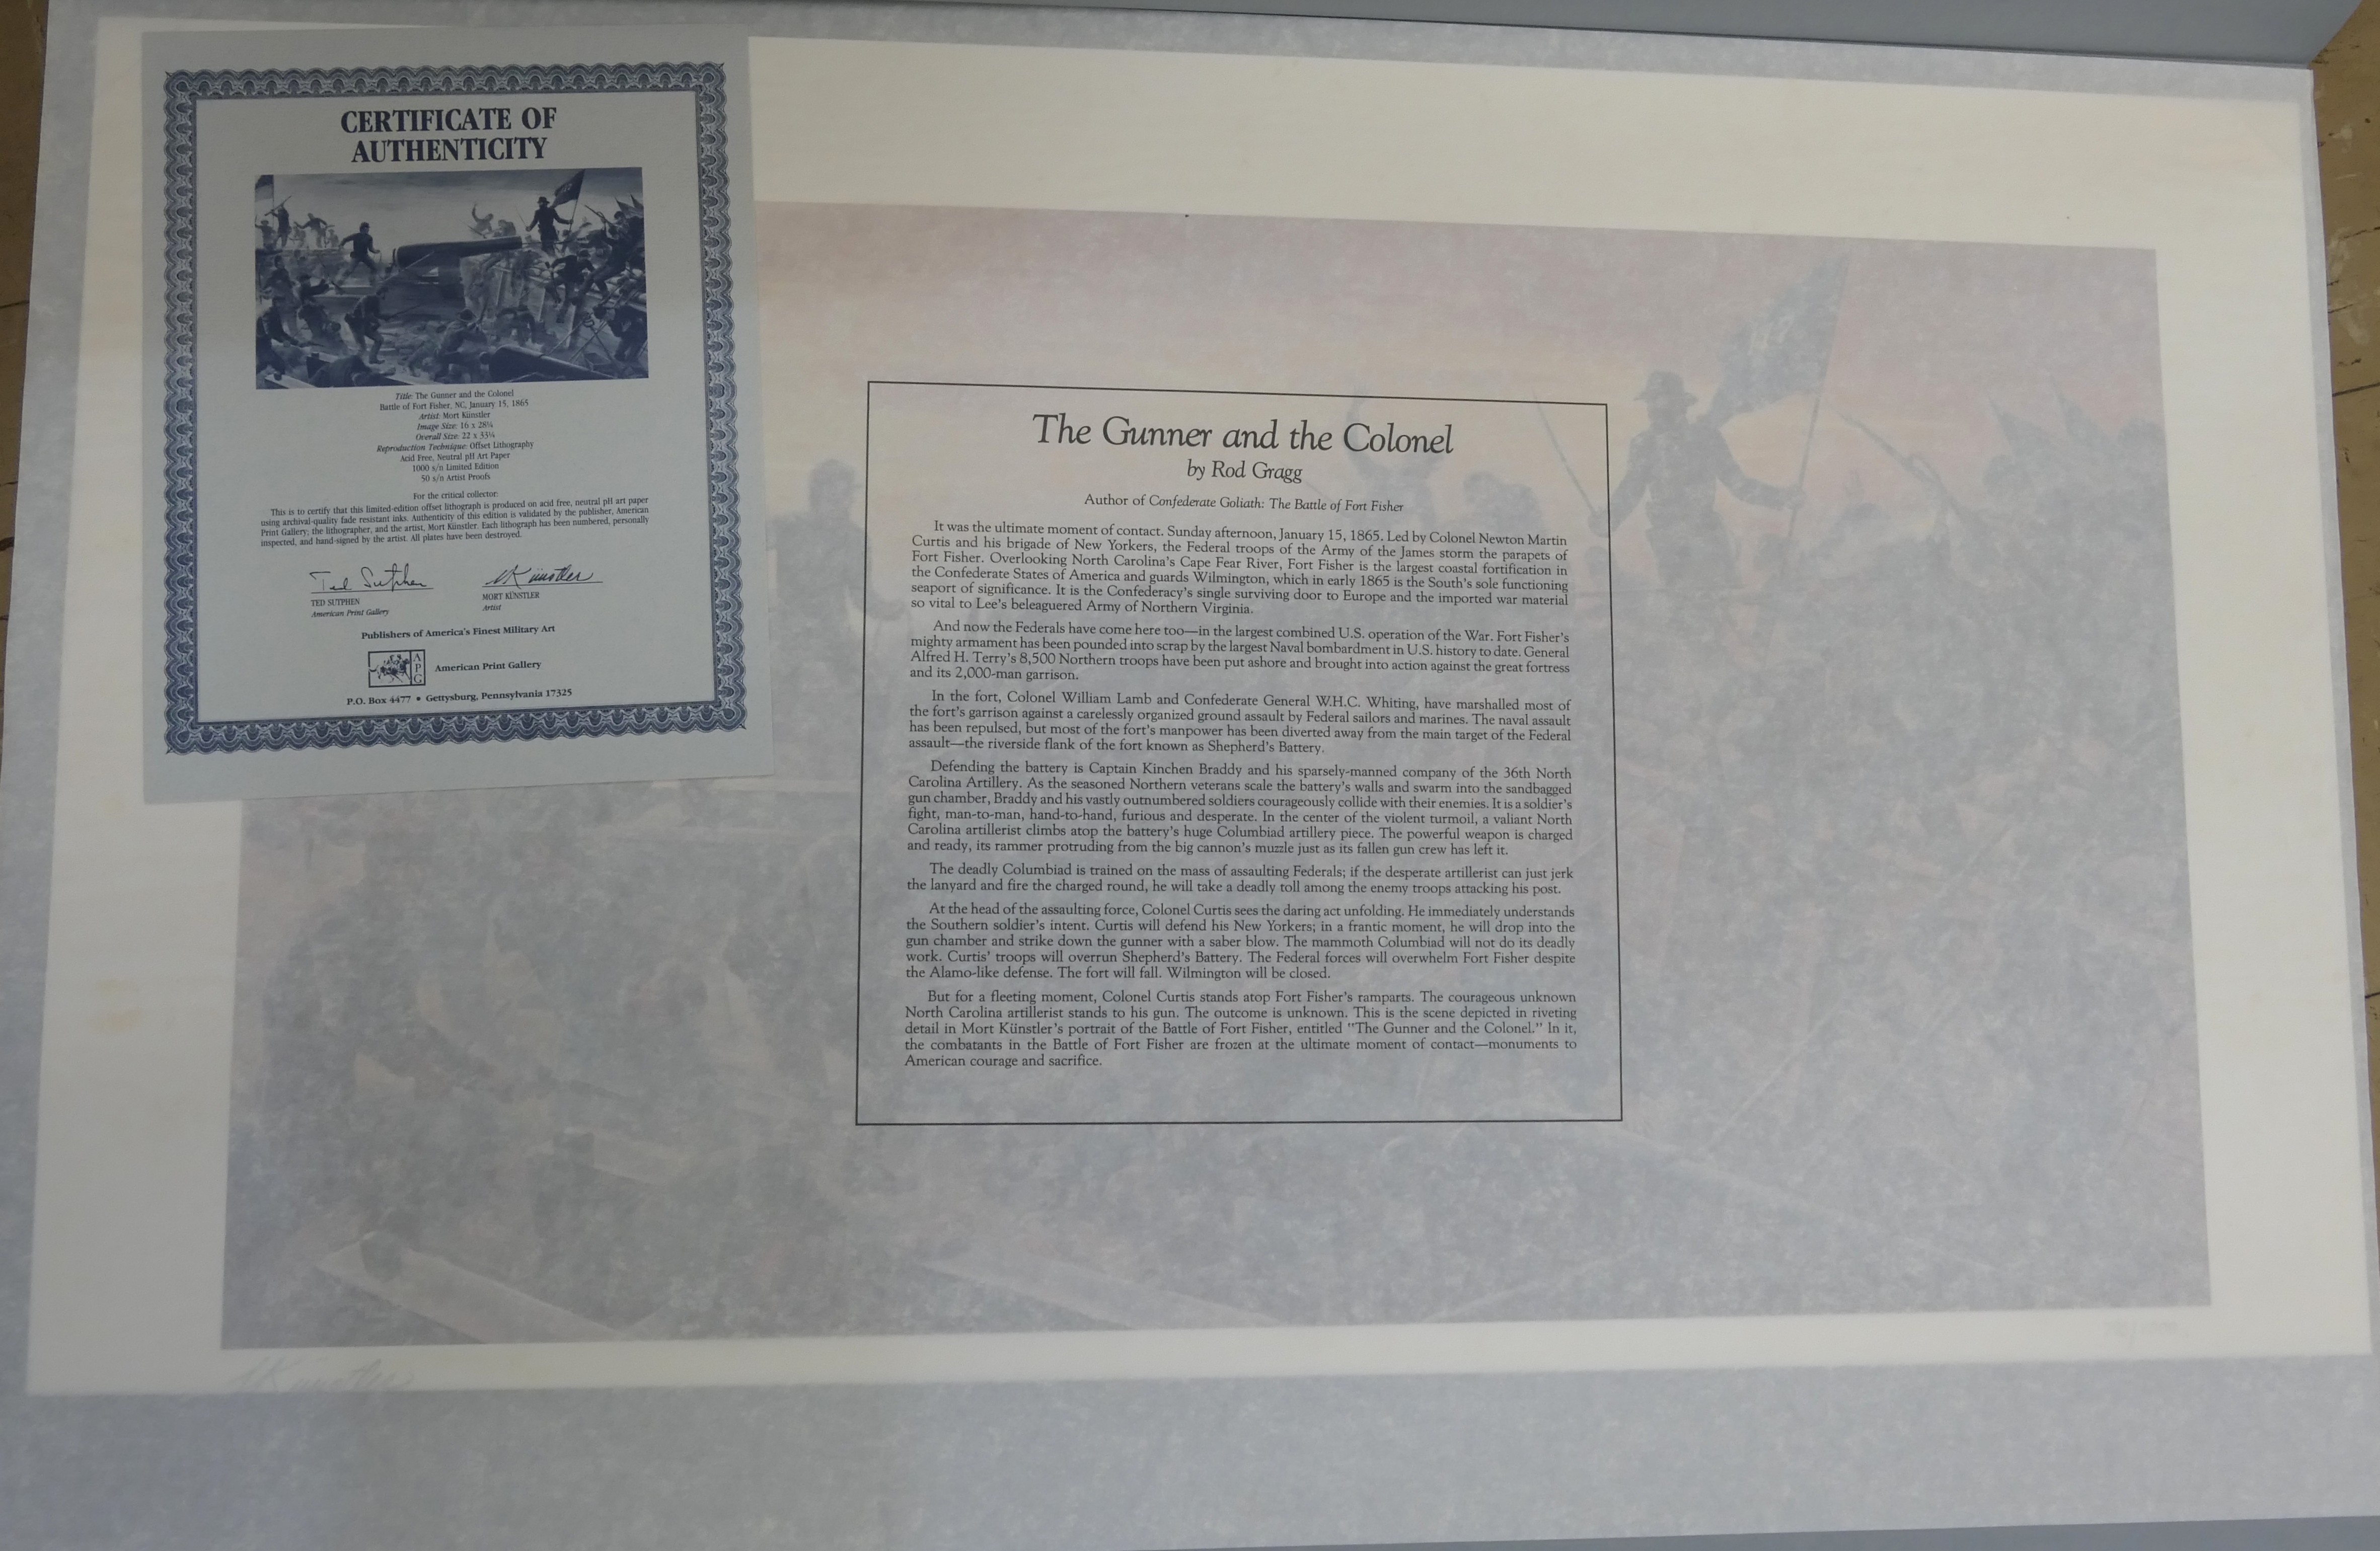 CERTIFICATE OF
AUTHENTICITY
Title: The Gunner and the Colonel
Battle of Fort Fisher, NC, January 15, 1865
Artist: Mort Künstler
Image Size: 16 x 28¼
Overall Size: 22 x 33¼
Reproduction Technique: Offset Lithography
Acid Free, Neutral pH Art Paper
1000 s/n Limited Edition
50 s/n Artist Proofs
For the critical collector:
This is to certify that this limited-edition offset lithograph is produced on acid free, neutral pH art paper
using archival-quality fade resistant inks. Authenticity of this edition is validated by the publisher, American
Print Gallery; the lithographer, and the artist, Mort Künstler. Each lithograph has been numbered, personally
inspected, and hand-signed by the artist. All plates have been destroyed.
Ted Sutphen
MKünstler
TED SUTPHEN
American Print Gallery
MORT KÜNSTLER
Artist
Publishers of America's Finest Military Art
APG
American Print Gallery
P.O. Box 4477 • Gettysburg, Pennsylvania 17325
The Gunner and the Colonel
by Rod Gragg
Author of Confederate Goliath: The Battle of Fort Fisher
It was the ultimate moment of contact. Sunday afternoon, January 15, 1865. Led by Colonel Newton Martin
Curtis and his brigade of New Yorkers, the Federal troops of the Army of the James storm the parapets of
Fort Fisher. Overlooking North Carolina's Cape Fear River, Fort Fisher is the largest coastal fortification in
the Confederate States of America and guards Wilmington, which in early 1865 is the South's sole functioning
seaport of significance. It is the Confederacy's single surviving door to Europe and the imported war material
so vital to Lee's beleaguered Army of Northern Virginia.
And now the Federals have come here too—in the largest combined U.S. operation of the War. Fort Fisher's
mighty armament has been pounded into scrap by the largest Naval bombardment in U.S. history to date. General
Alfred H. Terry's 8,500 Northern troops have been put ashore and brought into action against the great fortress
and its 2,000-man garrison.
In the fort, Colonel William Lamb and Confederate General W.H.C. Whiting, have marshalled most of
the fort's garrison against a carelessly organized ground assault by Federal sailors and marines. The naval assault
has been repulsed, but most of the fort's manpower has been diverted away from the main target of the Federal
assault—the riverside flank of the fort known as Shepherd's Battery.
Defending the battery is Captain Kinchen Braddy and his sparsely-manned company of the 36th North
Carolina Artillery. As the seasoned Northern veterans scale the battery's walls and swarm into the sandbagged
gun chamber, Braddy and his vastly outnumbered soldiers courageously collide with their enemies. It is a soldier's
fight, man-to-man, hand-to-hand, furious and desperate. In the center of the violent turmoil, a valiant North
Carolina artillerist climbs atop the battery's huge Columbiad artillery piece. The powerful weapon is charged
and ready, its rammer protruding from the big cannon's muzzle just as its fallen gun crew has left it.
The deadly Columbiad is trained on the mass of assaulting Federals; if the desperate artillerist can just jerk
the lanyard and fire the charged round, he will take a deadly toll among the enemy troops attacking his post.
At the head of the assaulting force, Colonel Curtis sees the daring act unfolding. He immediately understands
the Southern soldier's intent. Curtis will defend his New Yorkers; in a frantic moment, he will drop into the
gun chamber and strike down the gunner with a saber blow. The mammoth Columbiad will not do its deadly
work. Curtis' troops will overrun Shepherd's Battery. The Federal forces will overwhelm Fort Fisher despite
the Alamo-like defense. The fort will fall. Wilmington will be closed.
But for a fleeting moment, Colonel Curtis stands atop Fort Fisher's ramparts. The courageous unknown
North Carolina artillerist stands to his gun. The outcome is unknown. This is the scene depicted in riveting
detail in Mort Künstler's portrait of the Battle of Fort Fisher, entitled "The Gunner and the Colonel." In it,
the combatants in the Battle of Fort Fisher are frozen at the ultimate moment of contact—monuments to
American courage and sacrifice.
MKünstler